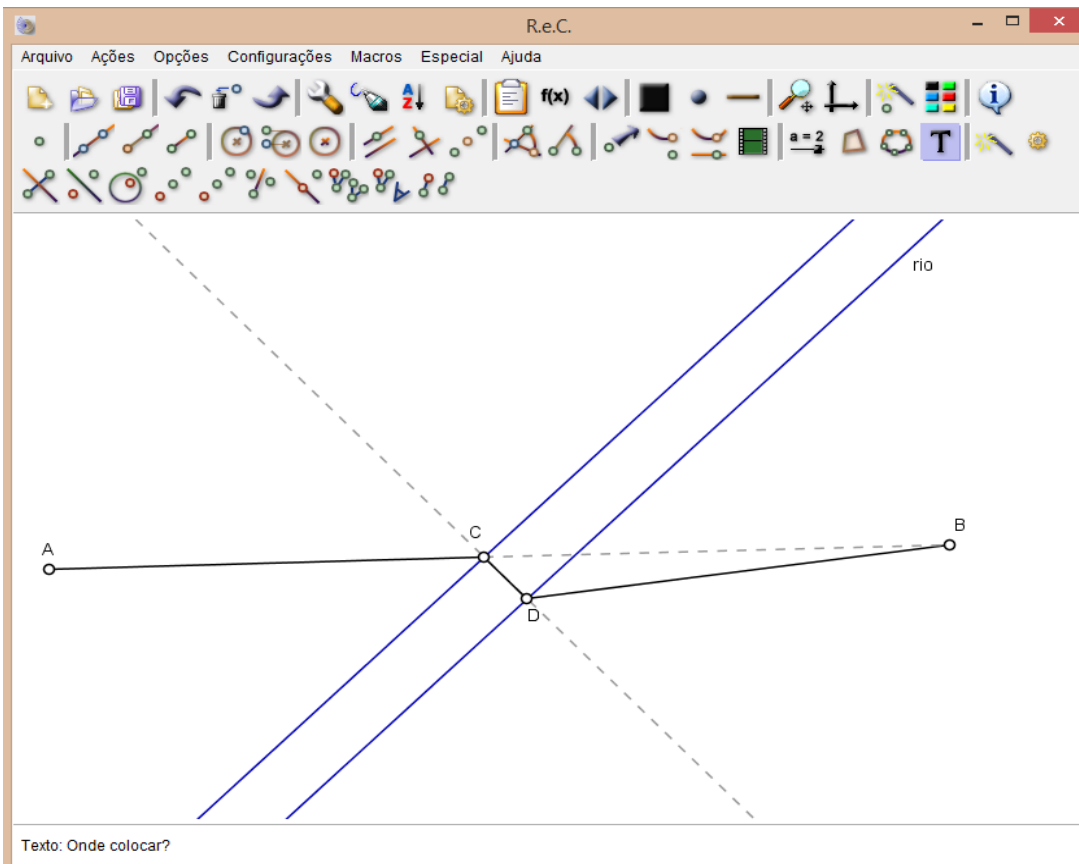 R.e.C.
Arquivo Ações Opções Configurações Macros Especial Ajuda
A Z f(x) i
a = 2 T
rio
C
B
A
D
Texto: Onde colocar?